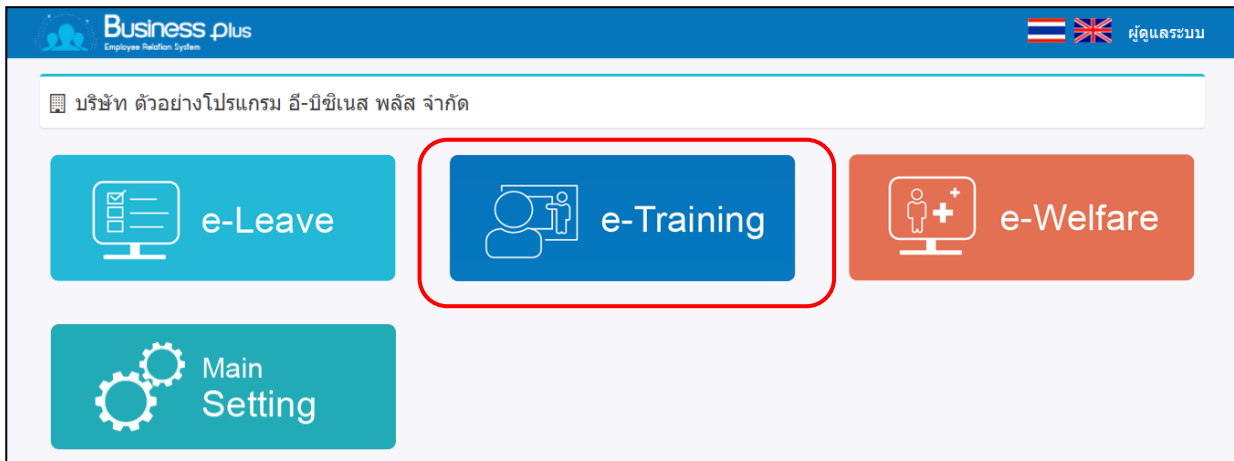 Business Plus
Employee Relation System
ผู้ดูแลระบบ
บริษัท ตัวอย่างโปรแกรม อี-บิซิเนส พลัส จำกัด
e-Leave
e-Training
e-Welfare
Main
Setting